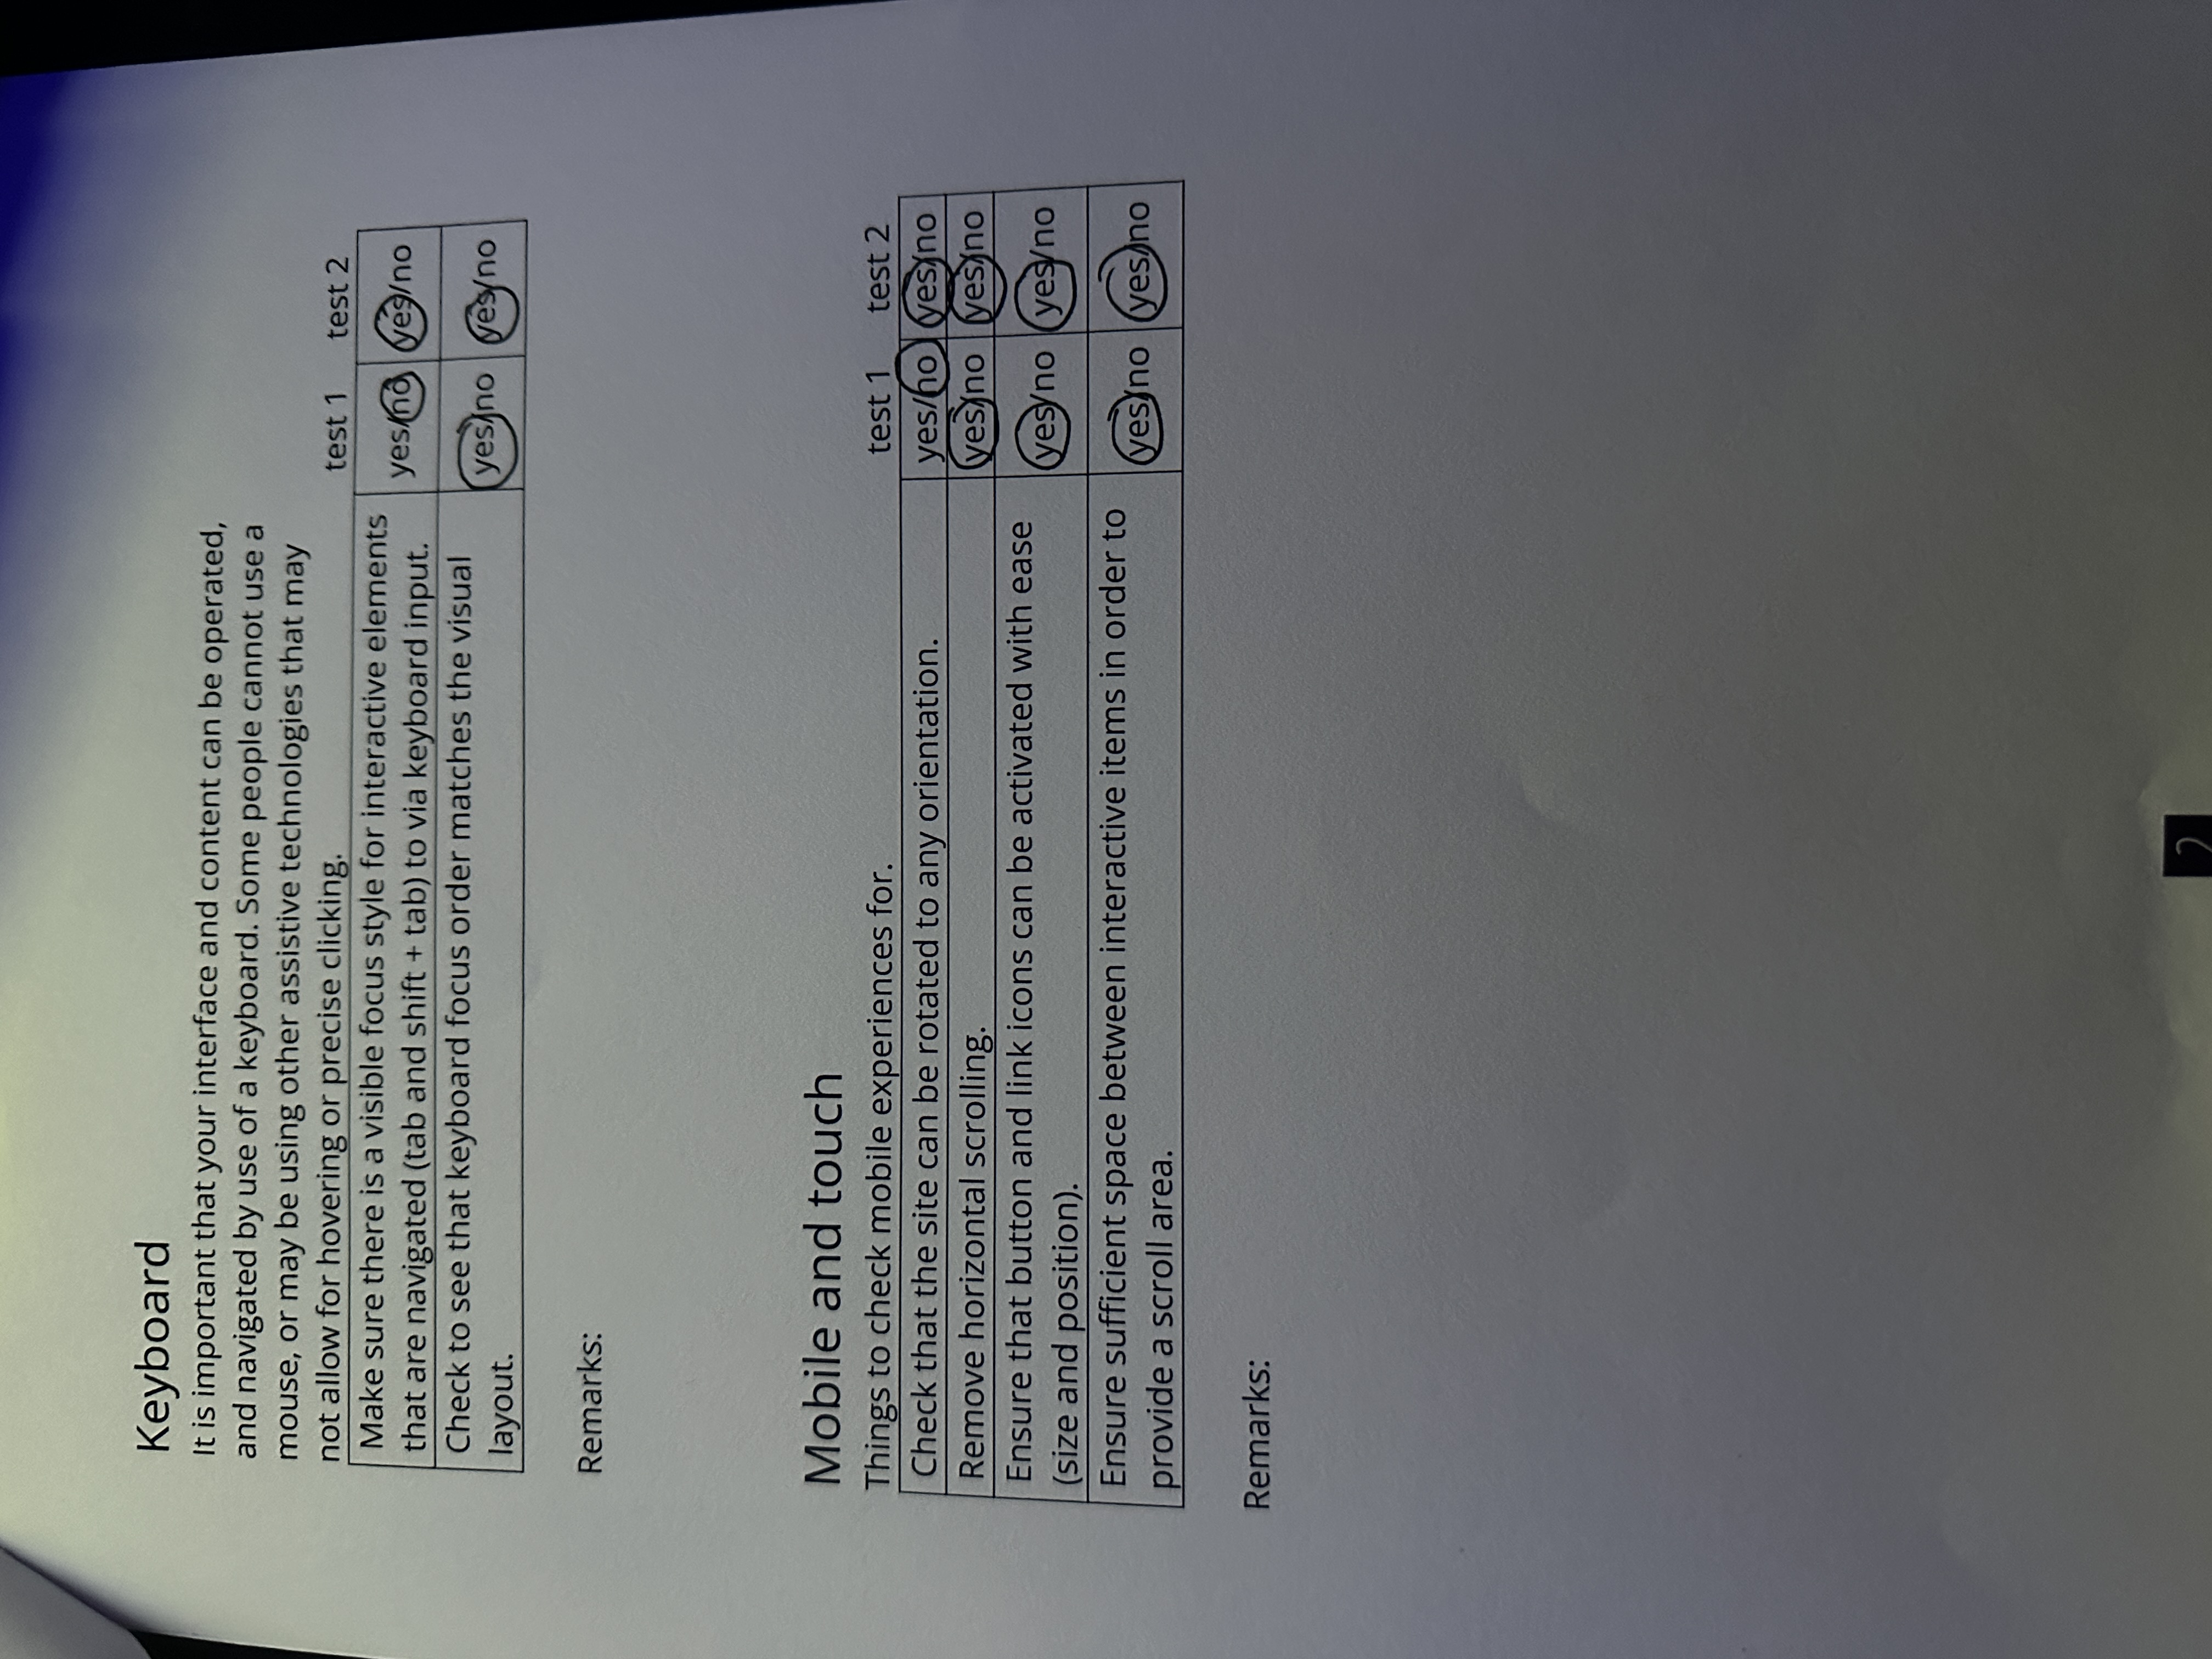 Keyboard
It is important that your interface and content can be operated,
and navigated by use of a keyboard. Some people cannot use a
mouse, or may be using other assistive technologies that may
not allow for hovering or precise clicking.
test 1 test 2
Make sure there is a visible focus style for interactive elements
that are navigated (tab and shift + tab) to via keyboard input.
yes/no yes/no
Check to see that keyboard focus order matches the visual
layout.
yes/no yes/no
Remarks:
Mobile and touch
Things to check mobile experiences for.
test 1 test 2
Check that the site can be rotated to any orientation.
yes/no yes/no
Remove horizontal scrolling.
yes/no yes/no
Ensure that button and link icons can be activated with ease
(size and position).
yes/no yes/no
Ensure sufficient space between interactive items in order to
provide a scroll area.
yes/no yes/no
Remarks:
2